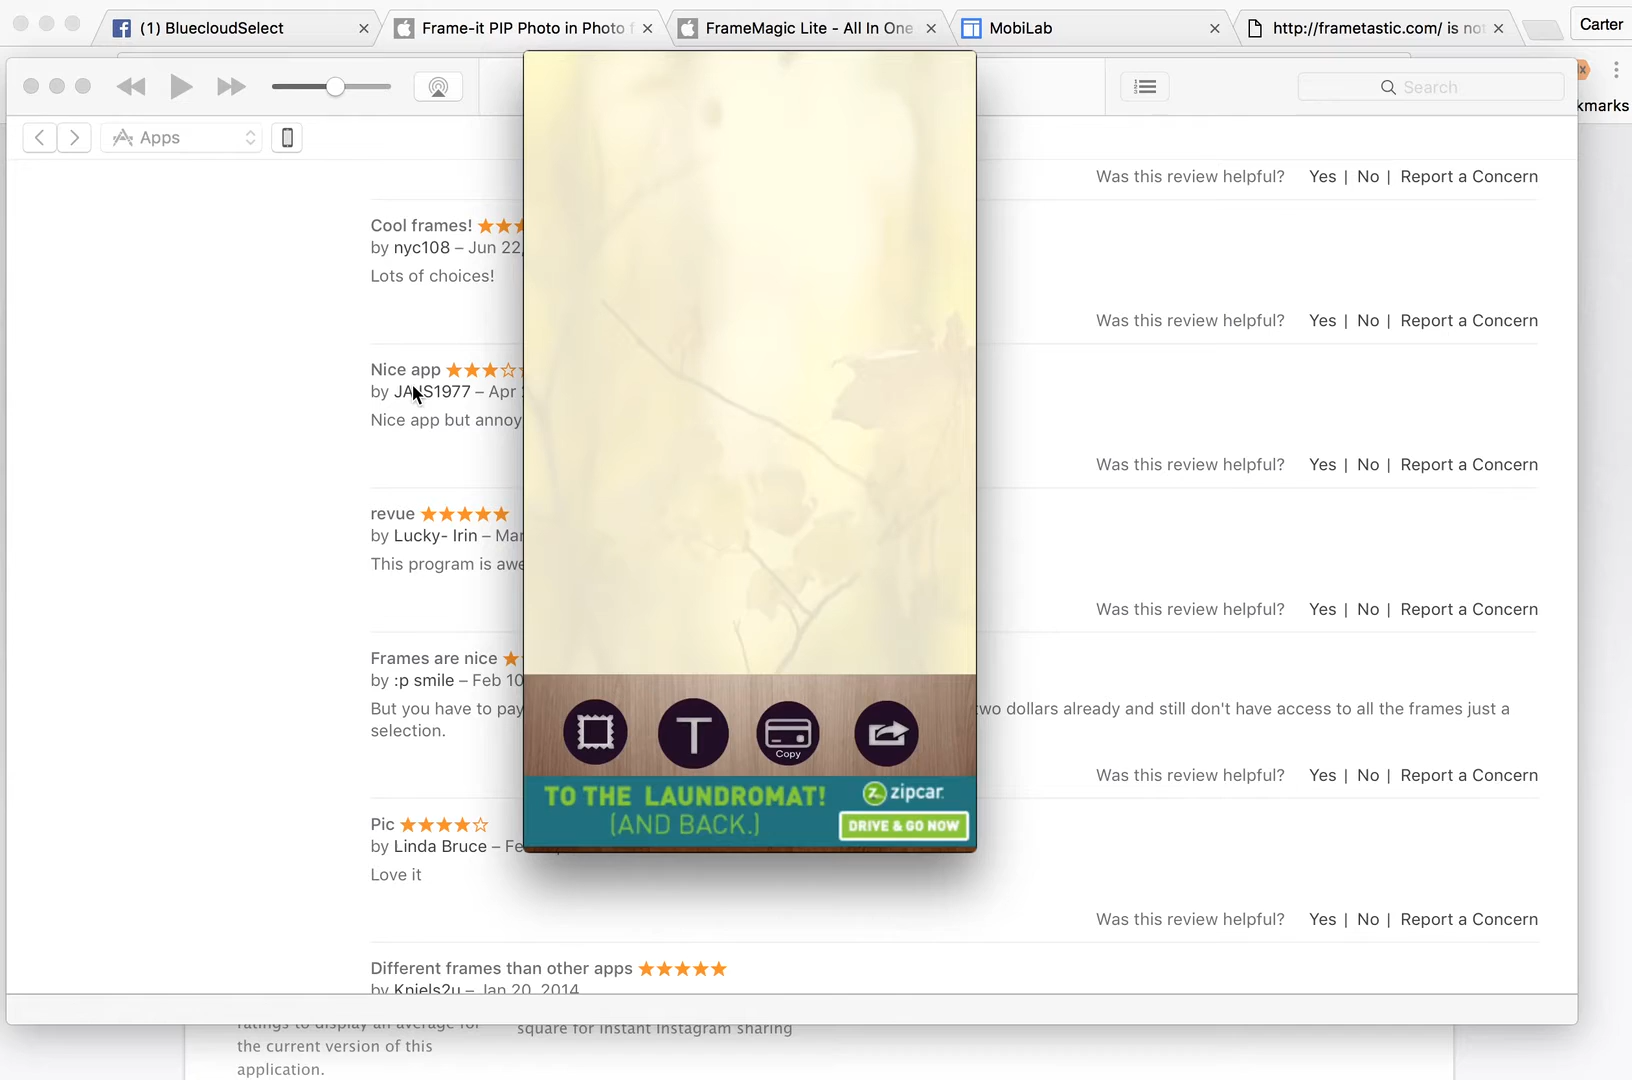 (1) BluecloudSelect
Frame-it PIP Photo in Photo f
FrameMagic Lite - All In One
MobiLab
http://frametastic.com/ is not
Carter
kmarks
Search
Apps
Was this review helpful? Yes | No | Report a Concern
Cool frames!
by nyc108 – Jun 22,
Lots of choices!
Was this review helpful? Yes | No | Report a Concern
Nice app
by JANS1977 – Apr
Nice app but annoy
Was this review helpful? Yes | No | Report a Concern
revue
by Lucky- Irin – Mar
This program is awe
Was this review helpful? Yes | No | Report a Concern
Frames are nice
by :p smile – Feb 10
But you have to pay two dollars already and still don't have access to all the frames just a
selection.
T
Copy
Was this review helpful? Yes | No | Report a Concern
TO THE LAUNDROMAT!
(AND BACK.)
zipcar.
DRIVE & GO NOW
Pic
by Linda Bruce – Fe
Love it
Was this review helpful? Yes | No | Report a Concern
Different frames than other apps
by Kniels2u – Jan 20, 2014
ratings to display an average for
the current version of this
application.
square for instant Instagram sharing